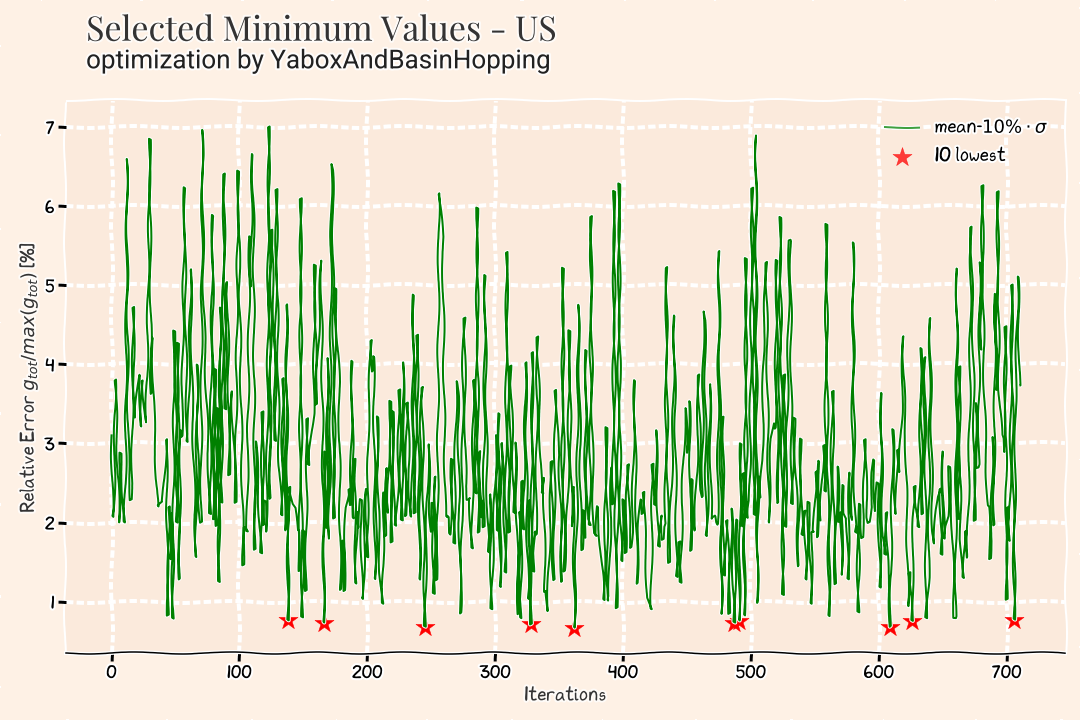 Selected Minimum Values - US
optimization by YaboxAndBasinHopping
mean-10% · σ
10 lowest
Relative Error g_tot/max(g_tot) [%]
7
6
5
4
3
2
1
0 100 200 300 400 500 600 700
Iterations